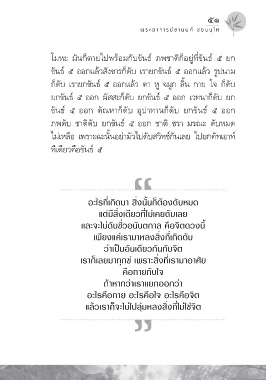 ๕๑
พระอาจารย์ชานนท์ ชยนนฺโท
โมหะ มันก็ตายไปพร้อมกับขันธ์ ภพชาติก็อยู่ที่ขันธ์ ๕ ยก
ขันธ์ ๕ ออกแล้วสังขารก็ดับ เรายกขันธ์ ๕ ออกแล้ว รูปนาม
ก็ดับ เรายกขันธ์ ๕ ออกแล้ว ตา หู จมูก ลิ้น กาย ใจ ก็ดับ
ยกขันธ์ ๕ ออก ผัสสะก็ดับ ยกขันธ์ ๕ ออก เวทนาก็ดับ ยก
ขันธ์ ๕ ออก ตัณหาก็ดับ อุปาทานก็ดับ ยกขันธ์ ๕ ออก
ภพดับ ชาติดับ ยกขันธ์ ๕ ออก ชาติ ชรา มรณะ ดับหมด
ไม่เหลือ เพราะฉะนั้นอย่ามัวไปดับสวิทช์กันเลย ไปยกคัทเอาท์
ทีเดียวคือขันธ์ ๕
“
อะไรที่เกิดมา สิ่งนั้นก็ต้องดับหมด
แต่มีสิ่งเดียวที่ไม่เคยดับเลย
และจะไม่ดับชั่วอนันตกาล คือจิตดวงนี้
เพียงแค่เรามาหลงสิ่งที่เกิดดับ
ว่าเป็นอันเดียวกันกับจิต
เราก็เลยมาทุกข์ เพราะสิ่งที่เรามาอาศัย
คือกายกับใจ
ถ้าหากว่าเราแยกออกว่า
อะไรคือกาย อะไรคือใจ อะไรคือจิต
แล้วเราก็จะไม่ไปลุ่มหลงสิ่งที่ไม่ใช่จิต
”